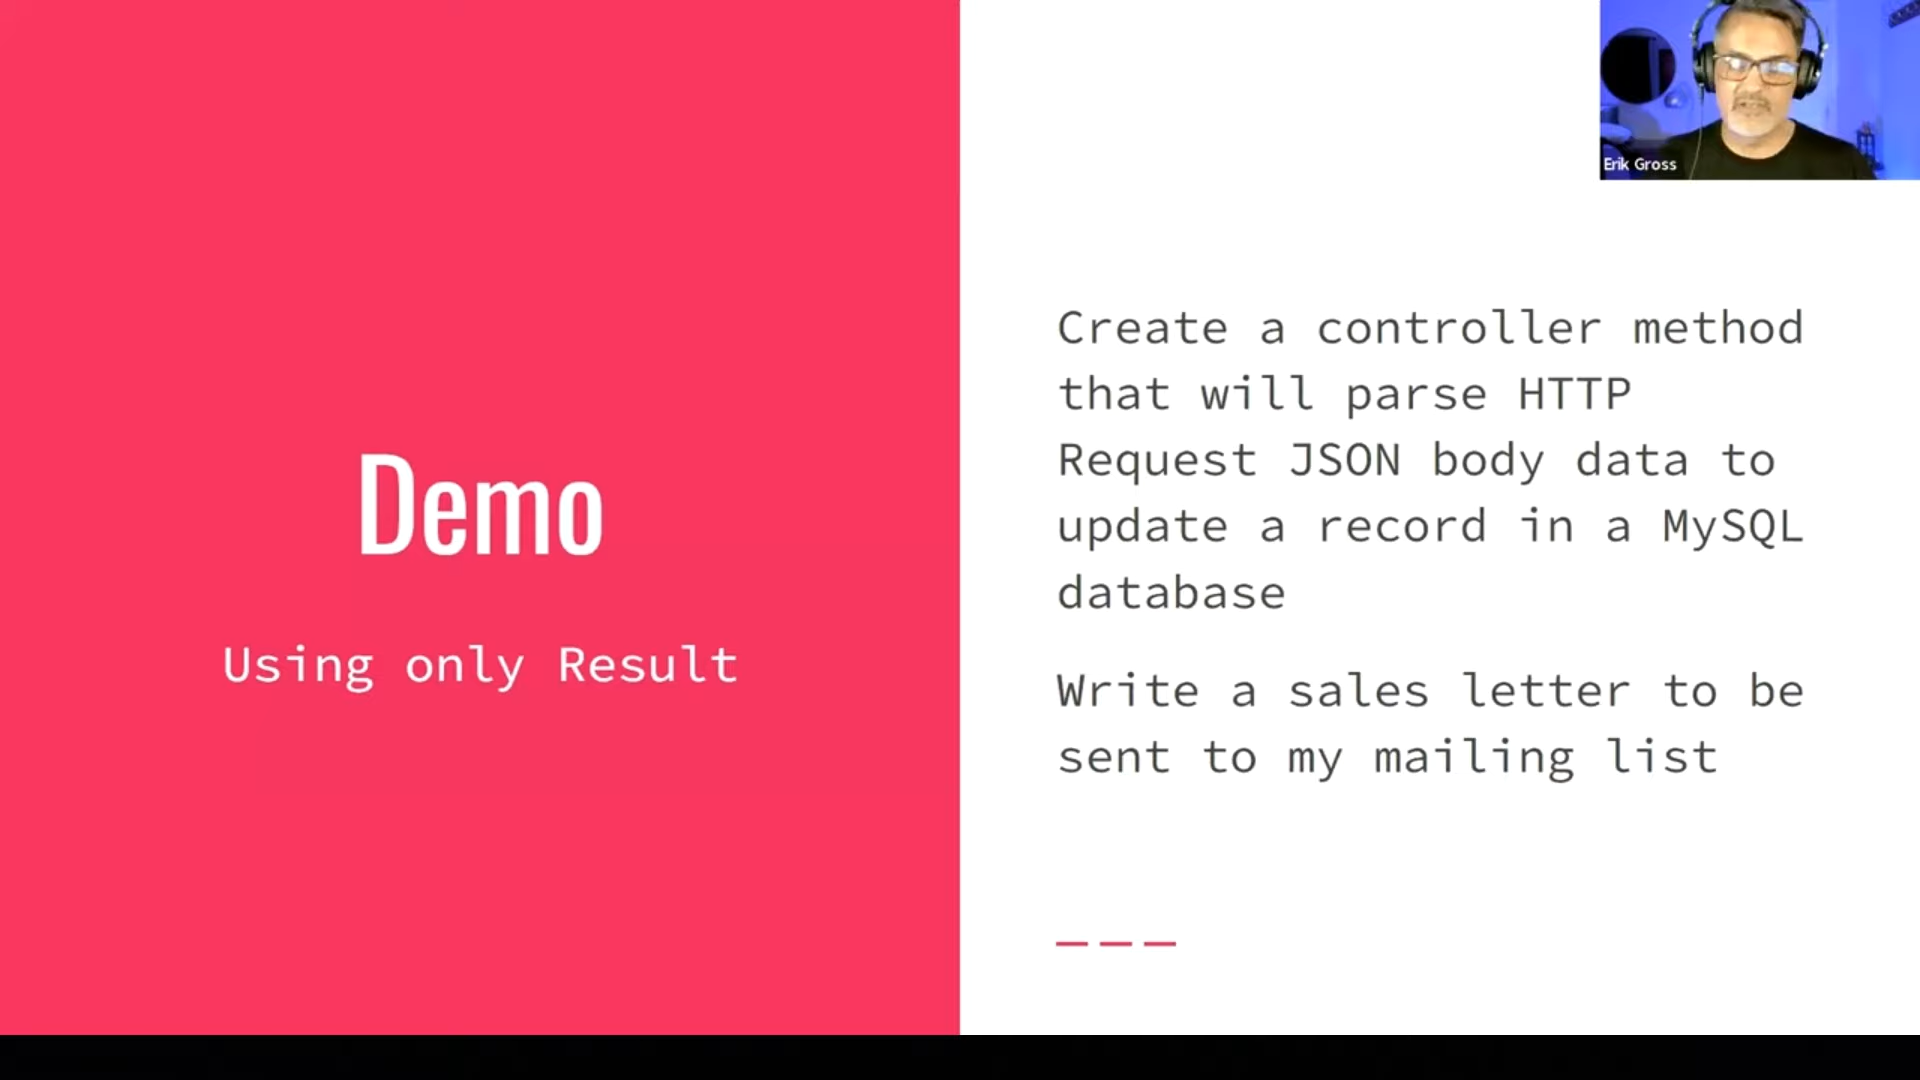 Demo
Using only Result
Create a controller method
that will parse HTTP
Request JSON body data to
update a record in a MySQL
database
Write a sales letter to be
sent to my mailing list
Erik Gross